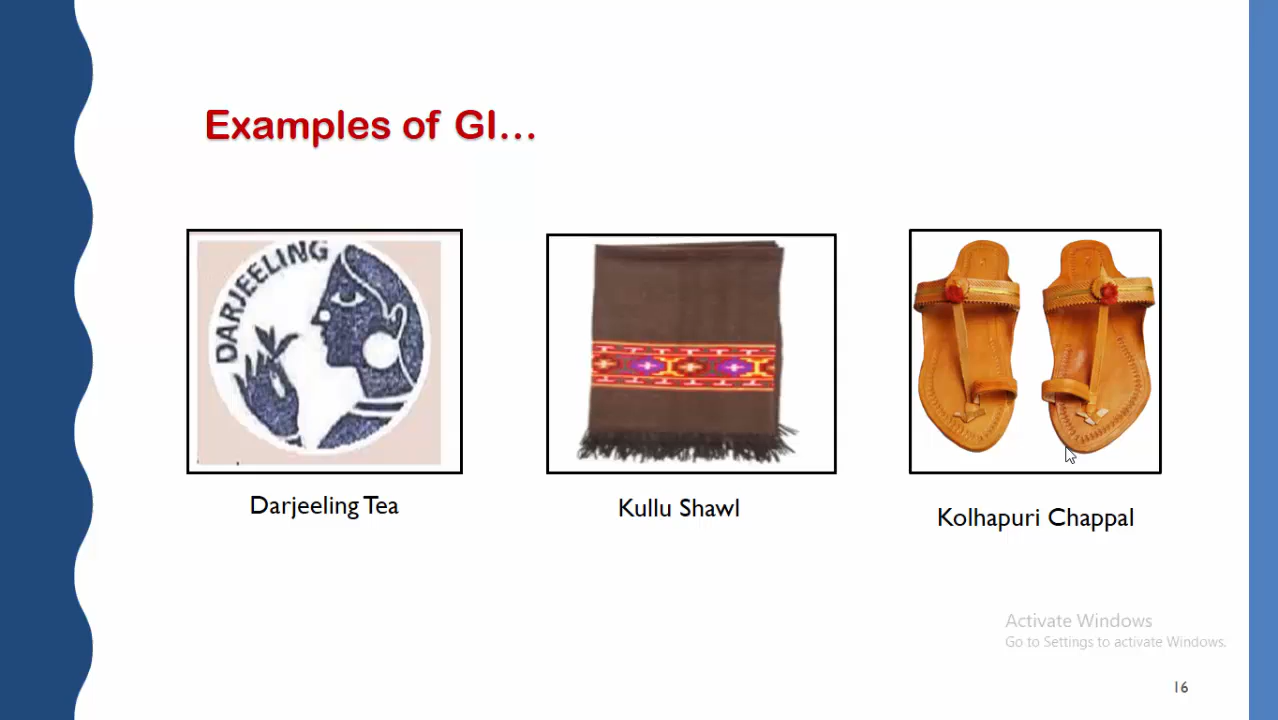 Examples of GI…
DARJEELING
Darjeeling Tea
Kullu Shawl
Kolhapuri Chappal
Activate Windows
Go to Settings to activate Windows.
16